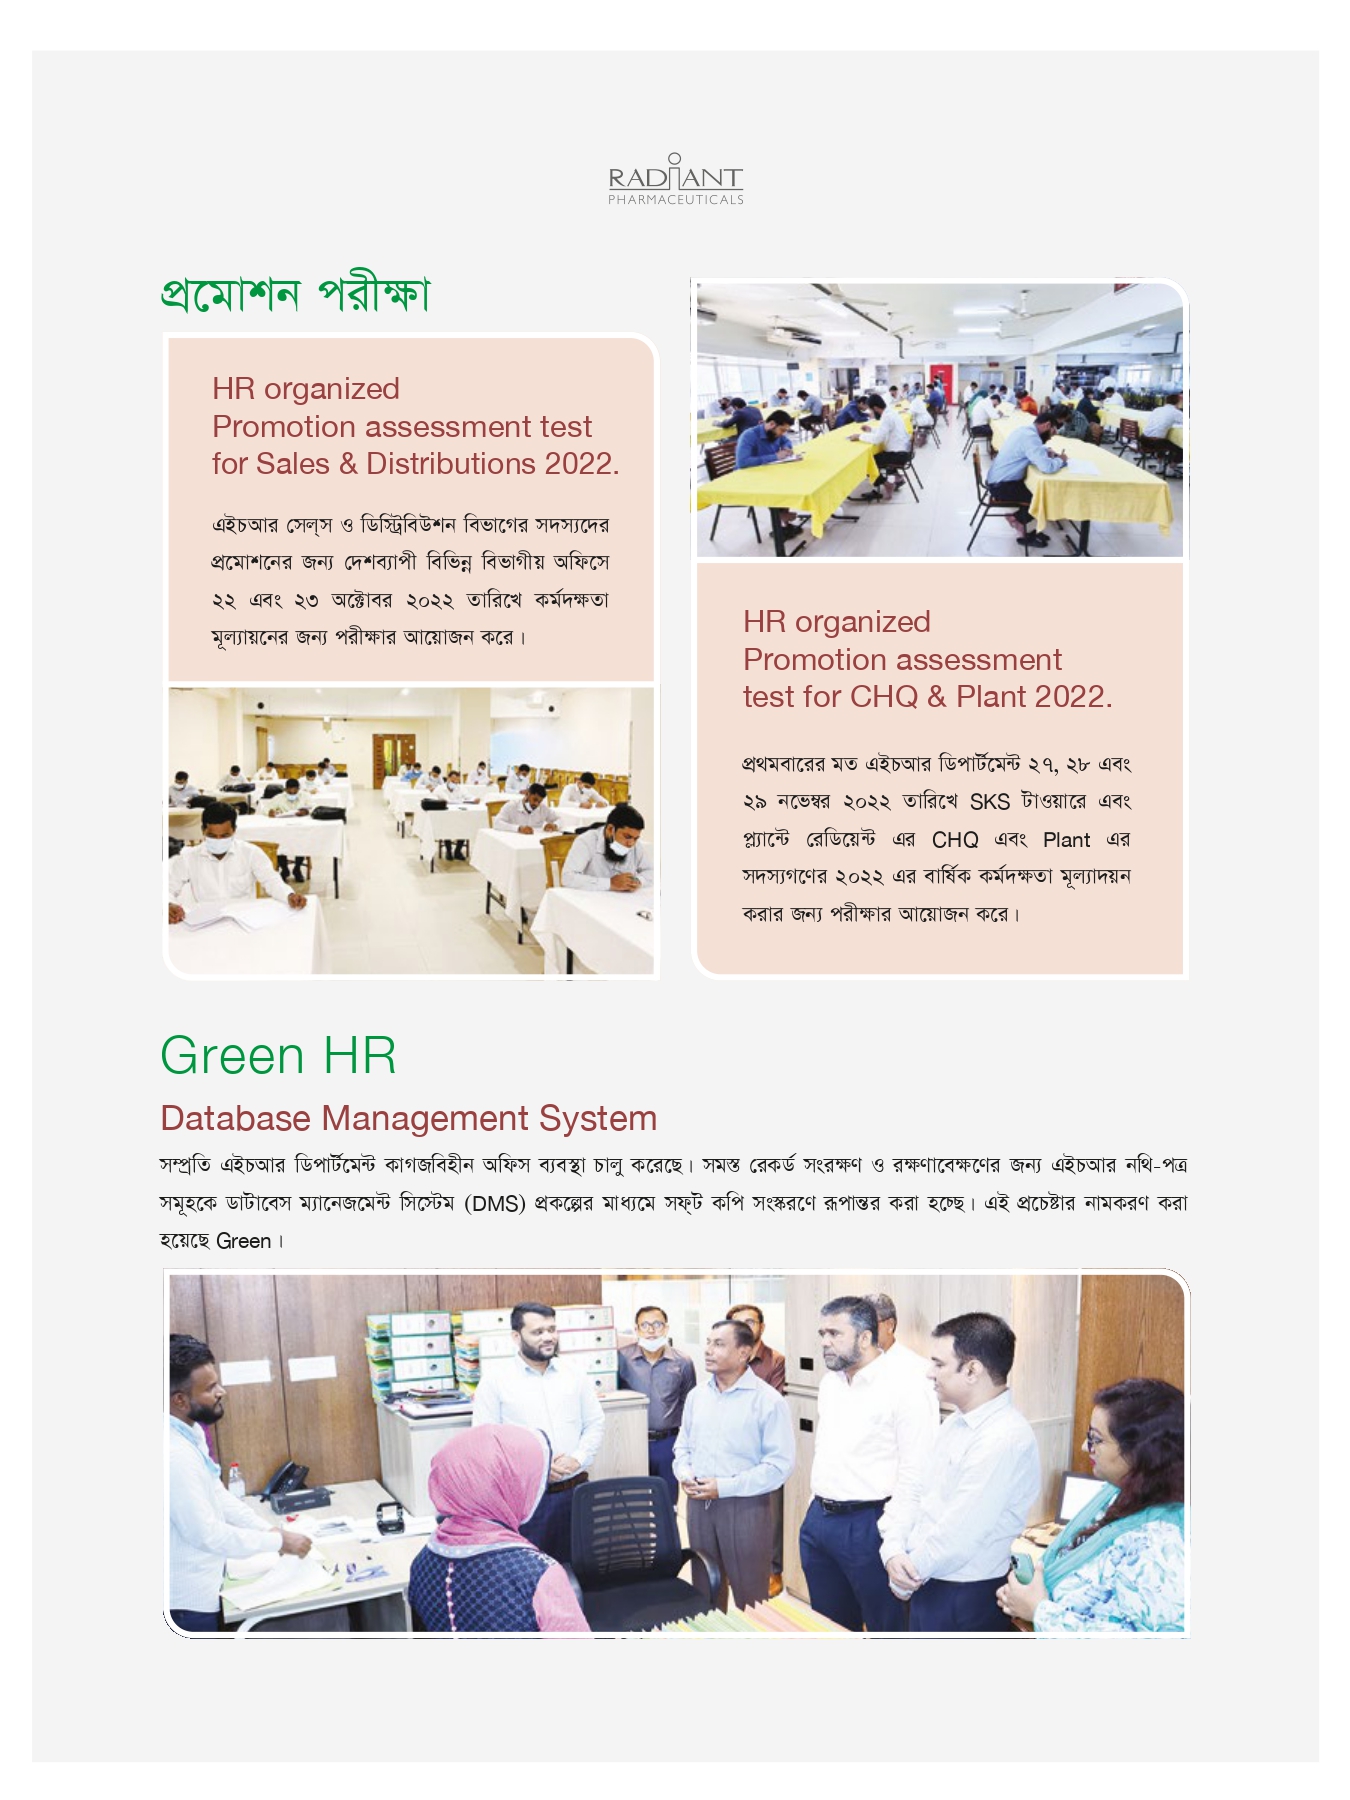 RADIANT
PHARMACEUTICALS
প্রমোশন পরীক্ষা
HR organized
Promotion assessment test
for Sales & Distributions 2022.
এইচআর সেল্‌স ও ডিস্ট্রিবিউশন বিভাগের সদস্যদের
প্রমোশনের জন্য দেশব্যাপী বিভিন্ন বিভাগীয় অফিসে
২২ এবং ২৩ অক্টোবর ২০২২ তারিখে কর্মদক্ষতা
মূল্যায়নের জন্য পরীক্ষার আয়োজন করে।
HR organized
Promotion assessment
test for CHQ & Plant 2022.
প্রথমবারের মত এইচআর ডিপার্টমেন্ট ২৭, ২৮ এবং
২৯ নভেম্বর ২০২২ তারিখে SKS টাওয়ারে এবং
প্ল্যান্টে রেডিয়েন্ট এর CHQ এবং Plant এর
সদস্যগণের ২০২২ এর বার্ষিক কর্মদক্ষতা মূল্যাদয়ন
করার জন্য পরীক্ষার আয়োজন করে।
Green HR
Database Management System
সম্প্রতি এইচআর ডিপার্টমেন্ট কাগজবিহীন অফিস ব্যবস্থা চালু করেছে। সমস্ত রেকর্ড সংরক্ষণ ও রক্ষণাবেক্ষণের জন্য এইচআর নথি-পত্র
সমূহকে ডাটাবেস ম্যানেজমেন্ট সিস্টেম (DMS) প্রকল্পের মাধ্যমে সফ্‌ট কপি সংস্করণে রূপান্তর করা হচ্ছে। এই প্রচেষ্টার নামকরণ করা
হয়েছে Green।